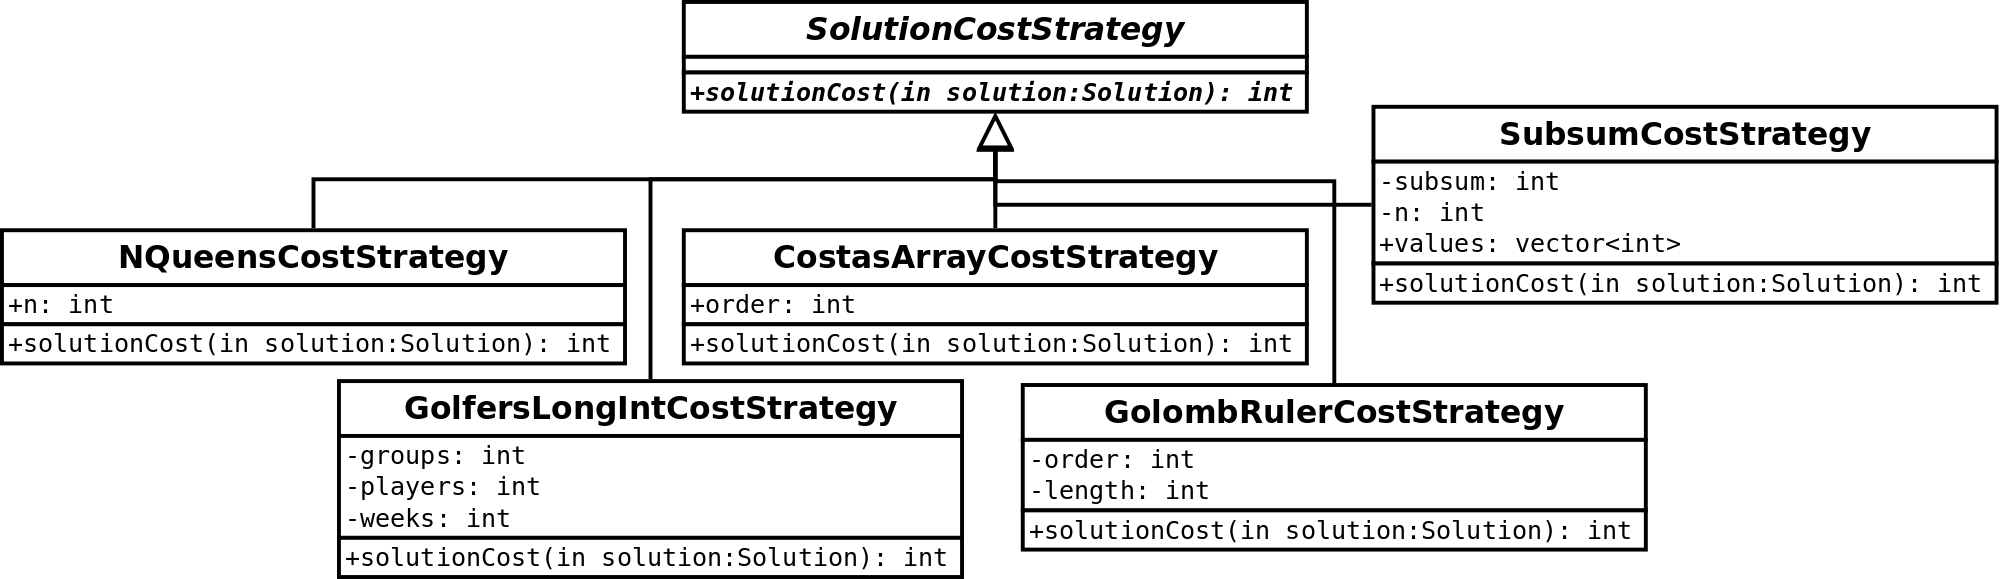 SolutionCostStrategy
+solutionCost(in solution:Solution): int
SubsumCostStrategy
-subsum: int
-n: int
+values: vector<int>
+solutionCost(in solution:Solution): int
NQueensCostStrategy
+n: int
+solutionCost(in solution:Solution): int
CostasArrayCostStrategy
+order: int
+solutionCost(in solution:Solution): int
GolfersLongIntCostStrategy
-groups: int
-players: int
-weeks: int
+solutionCost(in solution:Solution): int
GolombRulerCostStrategy
-order: int
-length: int
+solutionCost(in solution:Solution): int